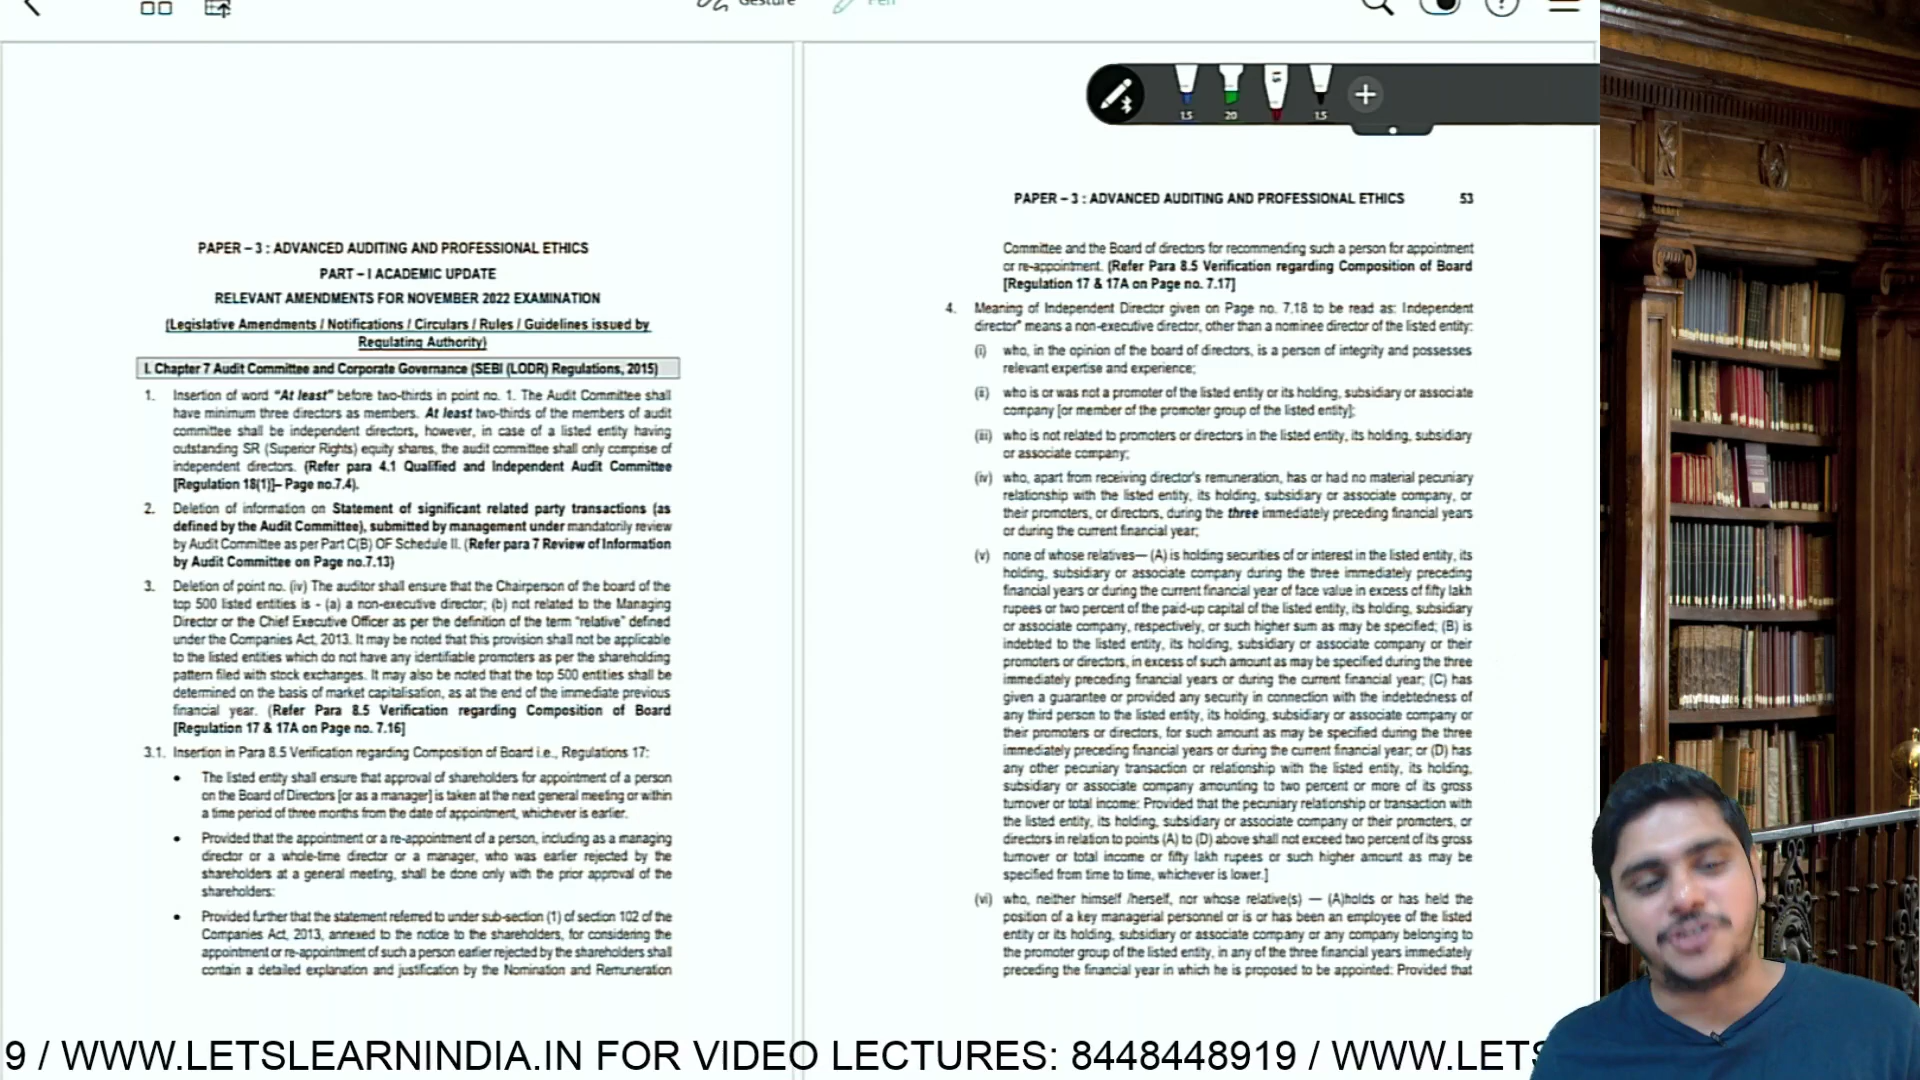 Gesture
Pen
1.5
20
1.5
PAPER – 3 : ADVANCED AUDITING AND PROFESSIONAL ETHICS
PART – I ACADEMIC UPDATE
RELEVANT AMENDMENTS FOR NOVEMBER 2022 EXAMINATION
(Legislative Amendments / Notifications / Circulars / Rules / Guidelines issued by
Regulating Authority)
I. Chapter 7 Audit Committee and Corporate Governance (SEBI (LODR) Regulations, 2015)
1. Insertion of word "At least" before two-thirds in point no. 1. The Audit Committee shall
have minimum three directors as members. At least two-thirds of the members of audit
committee shall be independent directors, however, in case of a listed entity having
outstanding SR (Superior Rights) equity shares, the audit committee shall only comprise of
independent directors. (Refer para 4.1 Qualified and Independent Audit Committee
[Regulation 18(1)]– Page no.7.4).
2. Deletion of information on Statement of significant related party transactions (as
defined by the Audit Committee), submitted by management under mandatorily review
by Audit Committee as per Part C(B) OF Schedule II. (Refer para 7 Review of Information
by Audit Committee on Page no.7.13)
3. Deletion of point no. (iv) The auditor shall ensure that the Chairperson of the board of the
top 500 listed entities is - (a) a non-executive director; (b) not related to the Managing
Director or the Chief Executive Officer as per the definition of the term "relative" defined
under the Companies Act, 2013. It may be noted that this provision shall not be applicable
to the listed entities which do not have any identifiable promoters as per the shareholding
pattern filed with stock exchanges. It may also be noted that the top 500 entities shall be
determined on the basis of market capitalisation, as at the end of the immediate previous
financial year. (Refer Para 8.5 Verification regarding Composition of Board
[Regulation 17 & 17A on Page no. 7.16]
3.1. Insertion in Para 8.5 Verification regarding Composition of Board i.e., Regulations 17:
• The listed entity shall ensure that approval of shareholders for appointment of a person
on the Board of Directors [or as a manager] is taken at the next general meeting or within
a time period of three months from the date of appointment, whichever is earlier.
• Provided that the appointment or a re-appointment of a person, including as a managing
director or a whole-time director or a manager, who was earlier rejected by the
shareholders at a general meeting, shall be done only with the prior approval of the
shareholders:
• Provided further that the statement referred to under sub-section (1) of section 102 of the
Companies Act, 2013, annexed to the notice to the shareholders, for considering the
appointment or re-appointment of such a person earlier rejected by the shareholders shall
contain a detailed explanation and justification by the Nomination and Remuneration
PAPER – 3 : ADVANCED AUDITING AND PROFESSIONAL ETHICS 53
Committee and the Board of directors for recommending such a person for appointment
or re-appointment. (Refer Para 8.5 Verification regarding Composition of Board
[Regulation 17 & 17A on Page no. 7.17]
4. Meaning of Independent Director given on Page no. 7.18 to be read as: Independent
director" means a non-executive director, other than a nominee director of the listed entity:
(i) who, in the opinion of the board of directors, is a person of integrity and possesses
relevant expertise and experience;
(ii) who is or was not a promoter of the listed entity or its holding, subsidiary or associate
company [or member of the promoter group of the listed entity];
(iii) who is not related to promoters or directors in the listed entity, its holding, subsidiary
or associate company;
(iv) who, apart from receiving director's remuneration, has or had no material pecuniary
relationship with the listed entity, its holding, subsidiary or associate company, or
their promoters, or directors, during the three immediately preceding financial years
or during the current financial year;
(v) none of whose relatives— (A) is holding securities of or interest in the listed entity, its
holding, subsidiary or associate company during the three immediately preceding
financial years or during the current financial year of face value in excess of fifty lakh
rupees or two percent of the paid-up capital of the listed entity, its holding, subsidiary
or associate company, respectively, or such higher sum as may be specified; (B) is
indebted to the listed entity, its holding, subsidiary or associate company or their
promoters or directors, in excess of such amount as may be specified during the three
immediately preceding financial years or during the current financial year; (C) has
given a guarantee or provided any security in connection with the indebtedness of
any third person to the listed entity, its holding, subsidiary or associate company or
their promoters or directors, for such amount as may be specified during the three
immediately preceding financial years or during the current financial year; or (D) has
any other pecuniary transaction or relationship with the listed entity, its holding,
subsidiary or associate company amounting to two percent or more of its gross
turnover or total income: Provided that the pecuniary relationship or transaction with
the listed entity, its holding, subsidiary or associate company or their promoters, or
directors in relation to points (A) to (D) above shall not exceed two percent of its gross
turnover or total income or fifty lakh rupees or such higher amount as may be
specified from time to time, whichever is lower.]
(vi) who, neither himself /herself, nor whose relative(s) — (A)holds or has held the
position of a key managerial personnel or is or has been an employee of the listed
entity or its holding, subsidiary or associate company or any company belonging to
the promoter group of the listed entity, in any of the three financial years immediately
preceding the financial year in which he is proposed to be appointed: Provided that
9 / WWW.LETSLEARNINDIA.IN FOR VIDEO LECTURES: 8448448919 / WWW.LETS